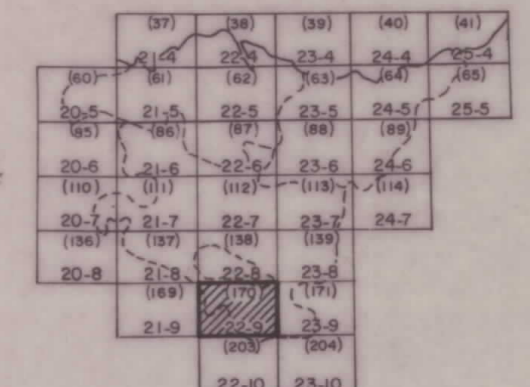 (37) (38) (39) (40) (41)
21-4 22-4 23-4 24-4 25-4
(60) (61) (62) (63) (64) (65)
20-5 21-5 22-5 23-5 24-5 25-5
(85) (86) (87) (88) (89)
20-6 21-6 22-6 23-6 24-6
(110) (111) (112) (113) (114)
20-7 21-7 22-7 23-7 24-7
(136) (137) (138) (139)
20-8 21-8 22-8 23-8
(169) (170) (171)
21-9 22-9 23-9
(203) (204)
22-10 23-10